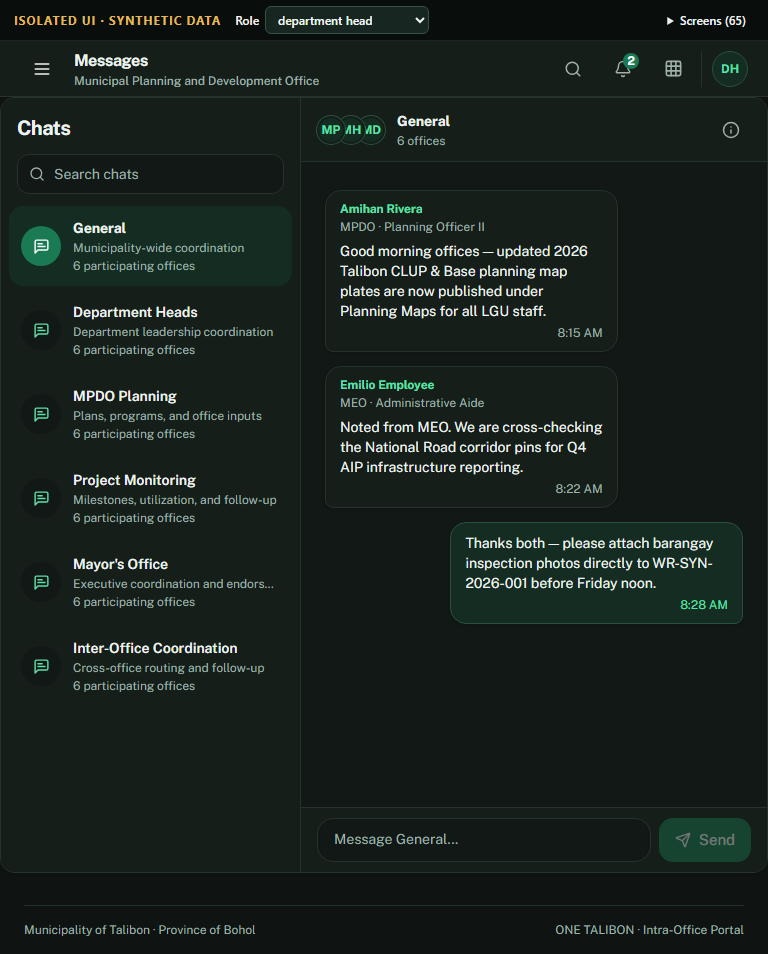 ISOLATED UI · SYNTHETIC DATA Role department head Screens (65)
Messages
Municipal Planning and Development Office
2
DH
Chats
Search chats
General
Municipality-wide coordination
6 participating offices
Department Heads
Department leadership coordination
6 participating offices
MPDO Planning
Plans, programs, and office inputs
6 participating offices
Project Monitoring
Milestones, utilization, and follow-up
6 participating offices
Mayor's Office
Executive coordination and endors...
6 participating offices
Inter-Office Coordination
Cross-office routing and follow-up
6 participating offices
MP MH MD
General
6 offices
Amihan Rivera
MPDO · Planning Officer II
Good morning offices — updated 2026
Talibon CLUP & Base planning map
plates are now published under
Planning Maps for all LGU staff.
8:15 AM
Emilio Employee
MEO · Administrative Aide
Noted from MEO. We are cross-checking
the National Road corridor pins for Q4
AIP infrastructure reporting.
8:22 AM
Thanks both — please attach barangay
inspection photos directly to WR-SYN-
2026-001 before Friday noon.
8:28 AM
Message General...
Send
Municipality of Talibon · Province of Bohol
ONE TALIBON · Intra-Office Portal